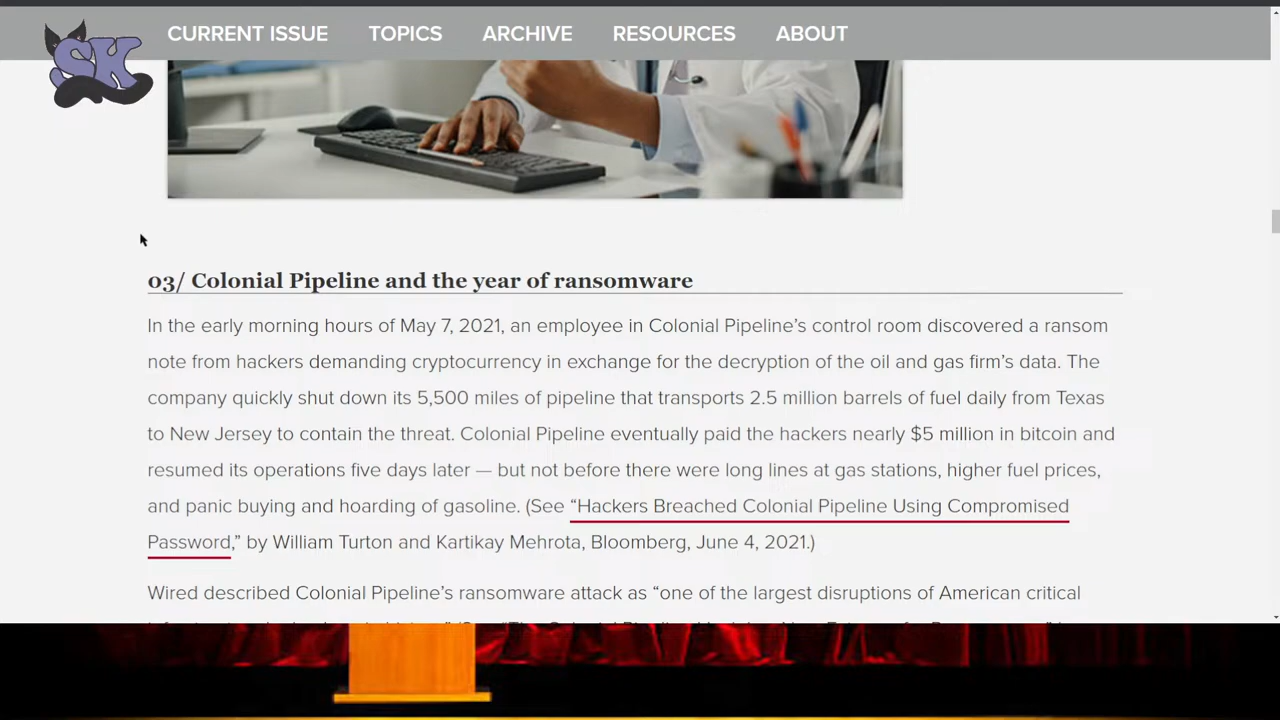 SK
CURRENT ISSUE TOPICS ARCHIVE RESOURCES ABOUT
03/ Colonial Pipeline and the year of ransomware
In the early morning hours of May 7, 2021, an employee in Colonial Pipeline’s control room discovered a ransom
note from hackers demanding cryptocurrency in exchange for the decryption of the oil and gas firm’s data. The
company quickly shut down its 5,500 miles of pipeline that transports 2.5 million barrels of fuel daily from Texas
to New Jersey to contain the threat. Colonial Pipeline eventually paid the hackers nearly $5 million in bitcoin and
resumed its operations five days later — but not before there were long lines at gas stations, higher fuel prices,
and panic buying and hoarding of gasoline. (See “Hackers Breached Colonial Pipeline Using Compromised
Password,” by William Turton and Kartikay Mehrota, Bloomberg, June 4, 2021.)
Wired described Colonial Pipeline’s ransomware attack as “one of the largest disruptions of American critical